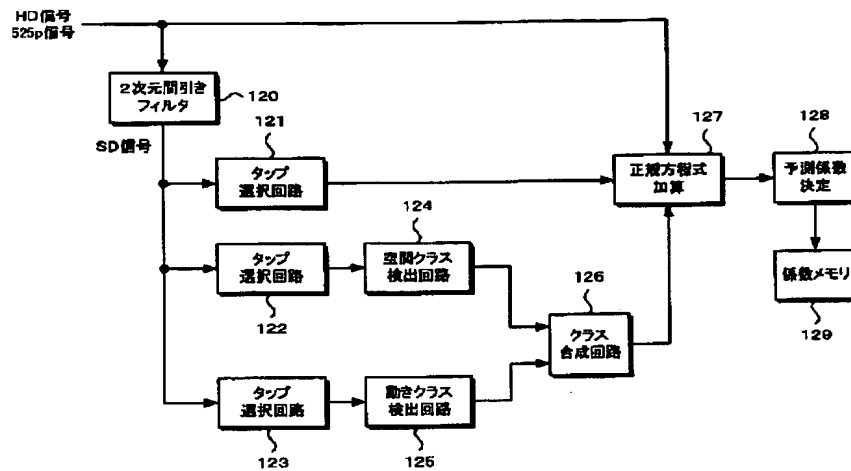 HD信号
525p信号
2次元間引き
フィルタ
120
SD信号
121
タップ
選択回路
127
正規方程式
加算
128
予測係数
決定
124
タップ
選択回路
122
空間クラス
検出回路
126
クラス
合成回路
係数メモリ
129
タップ
選択回路
123
動きクラス
検出回路
125